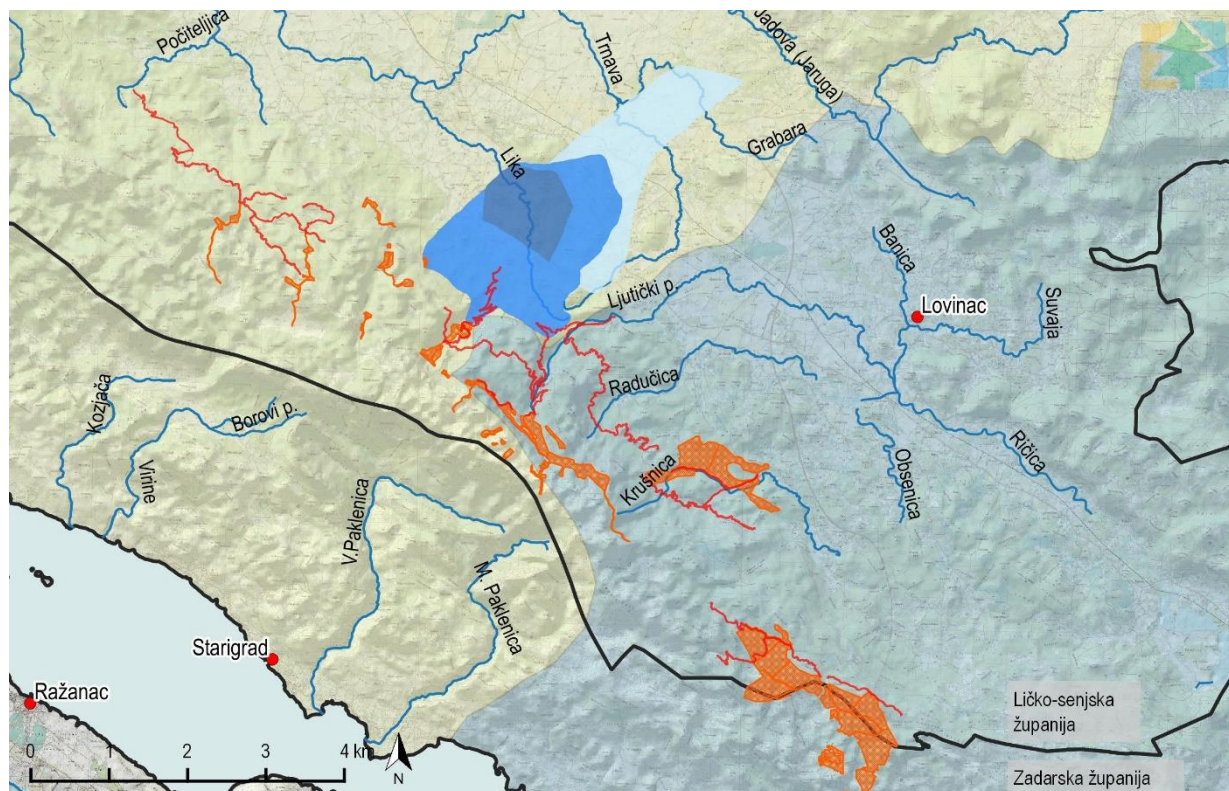 Počiteljica
Trnava
Jadova (Jaruga)
Grabara
Lika
Banica
Ljutički p.
Lovinac
Suvaja
Radučica
Kozjača
Borovi p.
Virine
Krušnica
Obsenica
Ričica
V.Paklenica
M. Paklenica
Starigrad
Ražanac
Ličko-senjska
županija
0 1 2 3 4 km
N
Zadarska županija